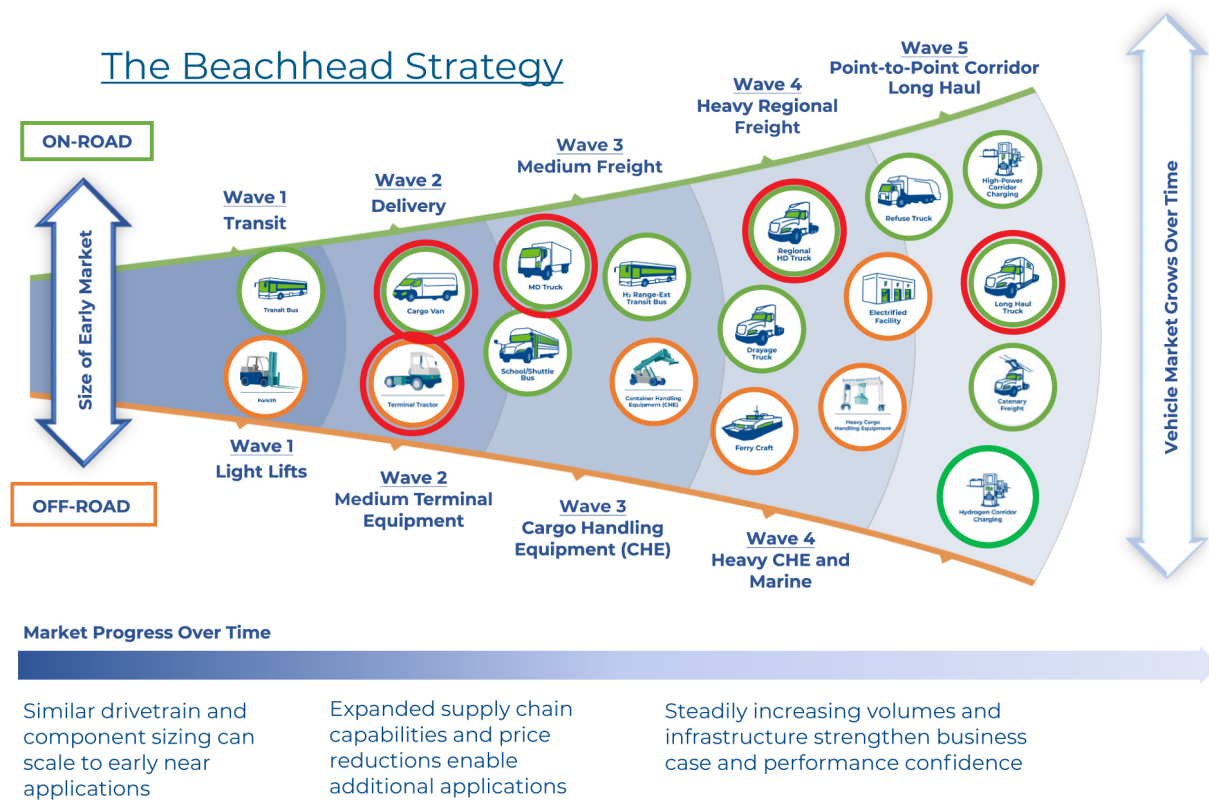 The Beachhead Strategy
ON-ROAD
Size of Early Market
OFF-ROAD
Wave 1
Transit
Wave 2
Delivery
Wave 3
Medium Freight
Wave 4
Heavy Regional
Freight
Wave 5
Point-to-Point Corridor
Long Haul
Transit Bus
Forklift
Cargo Van
Terminal Tractor
MD Truck
School/Shuttle
Bus
H₂ Range-Ext
Transit Bus
Container Handling
Equipment (CHE)
Regional
HD Truck
Drayage
Truck
Ferry Craft
Refuse Truck
Electrified
Facility
Heavy Cargo
Handling Equipment
High-Power
Corridor
Charging
Long Haul
Truck
Catenary
Freight
Hydrogen Corridor
Charging
Wave 1
Light Lifts
Wave 2
Medium Terminal
Equipment
Wave 3
Cargo Handling
Equipment (CHE)
Wave 4
Heavy CHE and
Marine
Vehicle Market Grows Over Time
Market Progress Over Time
Similar drivetrain and
component sizing can
scale to early near
applications
Expanded supply chain
capabilities and price
reductions enable
additional applications
Steadily increasing volumes and
infrastructure strengthen business
case and performance confidence